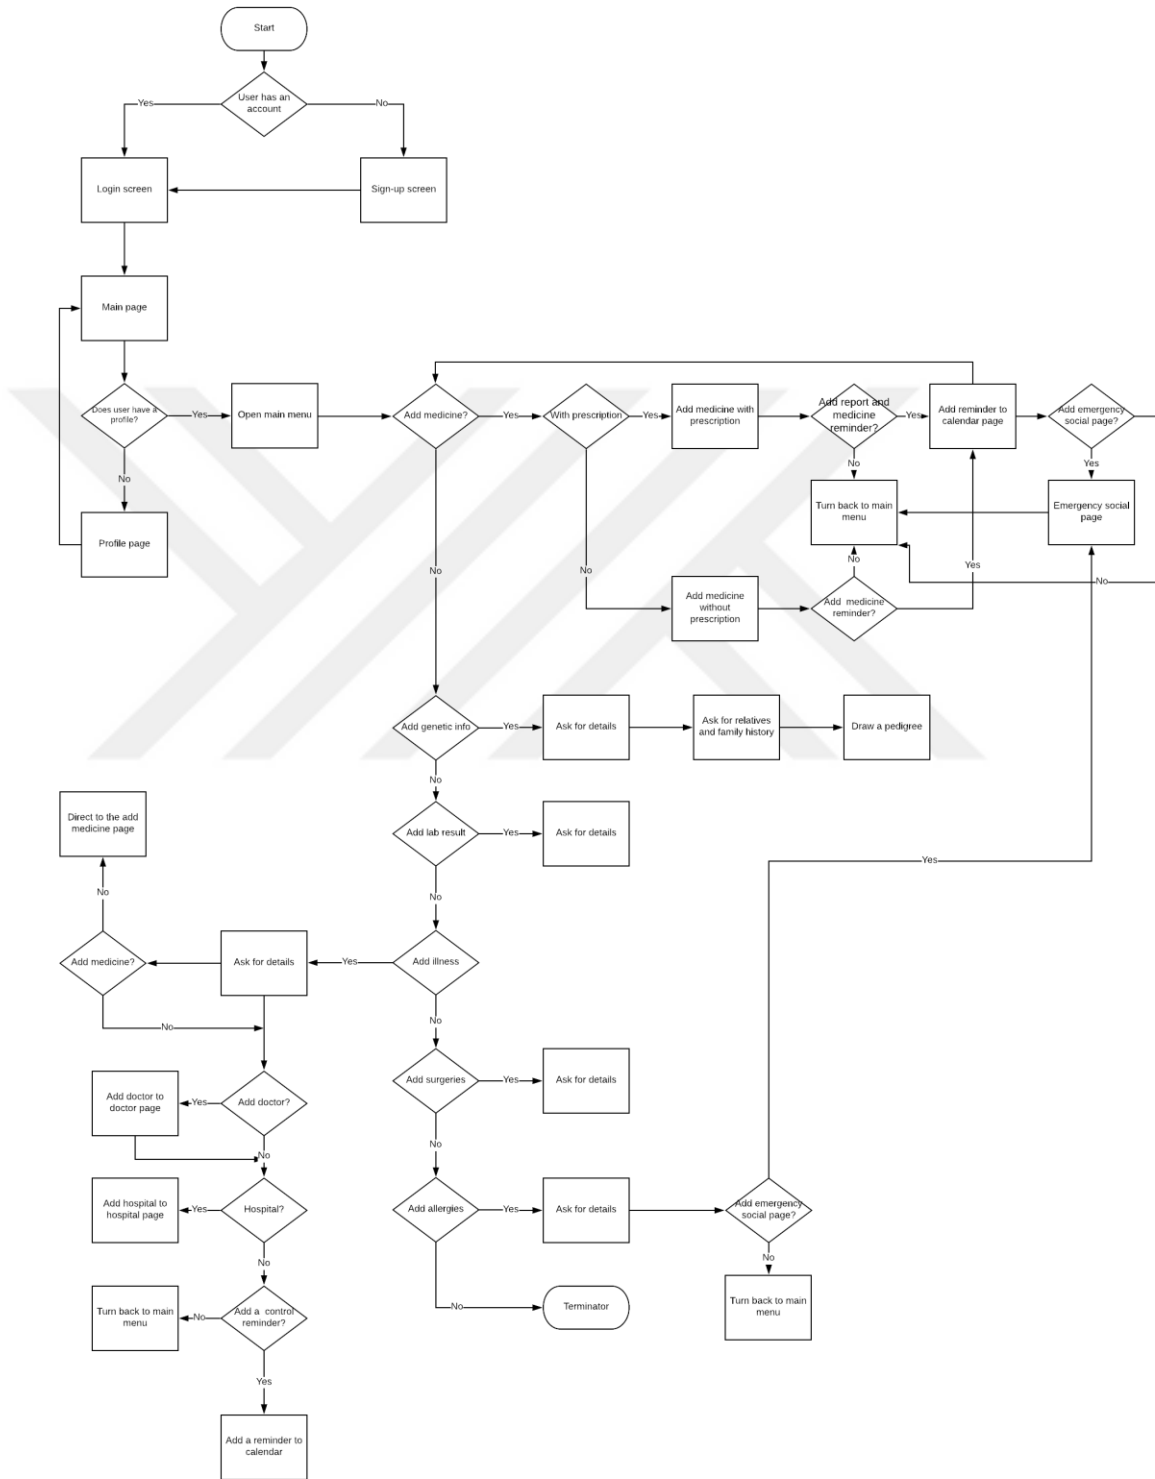 Start
User has an
account
Yes
No
Login screen
Sign-up screen
Main page
Does user have a
profile?
Yes
Open main menu
Add medicine?
Yes
With prescription
Yes
Add medicine with
prescription
Add report and
medicine
reminder?
Yes
Add reminder to
calendar page
Add emergency
social page?
No
Yes
No
Profile page
Turn back to main
menu
Emergency social
page
No
No
No
Yes
No
Add medicine
without
prescription
Add medicine
reminder?
Add genetic info
Yes
Ask for details
Ask for relatives
and family history
Draw a pedigree
No
Direct to the add
medicine page
Add lab result
Yes
Ask for details
Yes
No
No
Add medicine?
Ask for details
Yes
Add illness
No
No
Add surgeries
Yes
Ask for details
Add doctor to
doctor page
Yes
Add doctor?
No
No
Add hospital to
hospital page
Yes
Hospital?
Add allergies
Yes
Ask for details
Add emergency
social page?
No
No
Turn back to main
menu
No
Add a control
reminder?
No
Terminator
Turn back to main
menu
Yes
Add a reminder to
calendar